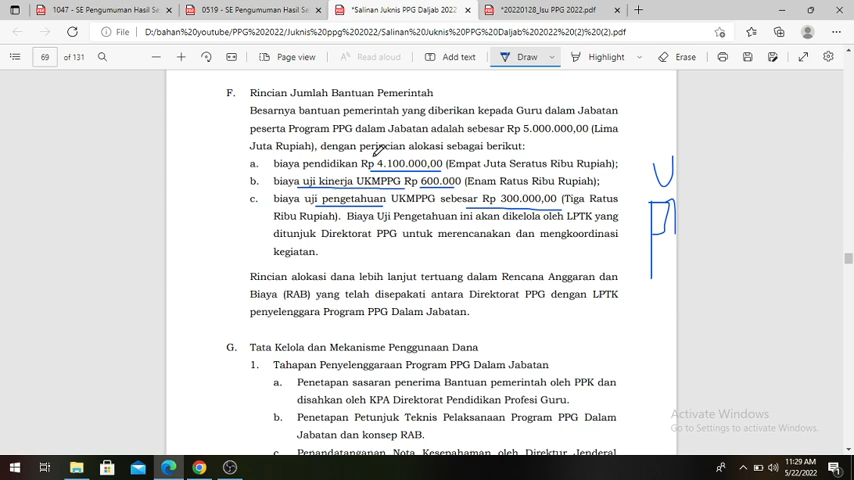 1047 - SE Pengumuman Hasil Se
0519 - SE Pengumuman Hasil Se
*Salinan Juknis PPG Daljab 2022
*20220128_Isu PPG 2022.pdf
File
D:/bahan%20youtube/PPG%202022/Juknis%20ppg%202022/Salinan%20Juknis%20PPG%20Daljab%202022%20(2)%20(2).pdf
69 of 131
Page view
Read aloud
Add text
Draw
Highlight
Erase
F. Rincian Jumlah Bantuan Pemerintah
Besarnya bantuan pemerintah yang diberikan kepada Guru dalam Jabatan
peserta Program PPG dalam Jabatan adalah sebesar Rp 5.000.000,00 (Lima
Juta Rupiah), dengan perincian alokasi sebagai berikut:
a. biaya pendidikan Rp 4.100.000,00 (Empat Juta Seratus Ribu Rupiah);
b. biaya uji kinerja UKMPPG Rp 600.000 (Enam Ratus Ribu Rupiah);
c. biaya uji pengetahuan UKMPPG sebesar Rp 300.000,00 (Tiga Ratus
Ribu Rupiah). Biaya Uji Pengetahuan ini akan dikelola oleh LPTK yang
ditunjuk Direktorat PPG untuk merencanakan dan mengkoordinasi
kegiatan.
Rincian alokasi dana lebih lanjut tertuang dalam Rencana Anggaran dan
Biaya (RAB) yang telah disepakati antara Direktorat PPG dengan LPTK
penyelenggara Program PPG Dalam Jabatan.
G. Tata Kelola dan Mekanisme Penggunaan Dana
1. Tahapan Penyelenggaraan Program PPG Dalam Jabatan
a. Penetapan sasaran penerima Bantuan pemerintah oleh PPK dan
disahkan oleh KPA Direktorat Pendidikan Profesi Guru.
b. Penetapan Petunjuk Teknis Pelaksanaan Program PPG Dalam
Jabatan dan konsep RAB.
c. Penandatanganan Nota Kesepahaman oleh Direktur Jenderal
Activate Windows
Go to Settings to activate Windows.
11:29 AM
5/22/2022